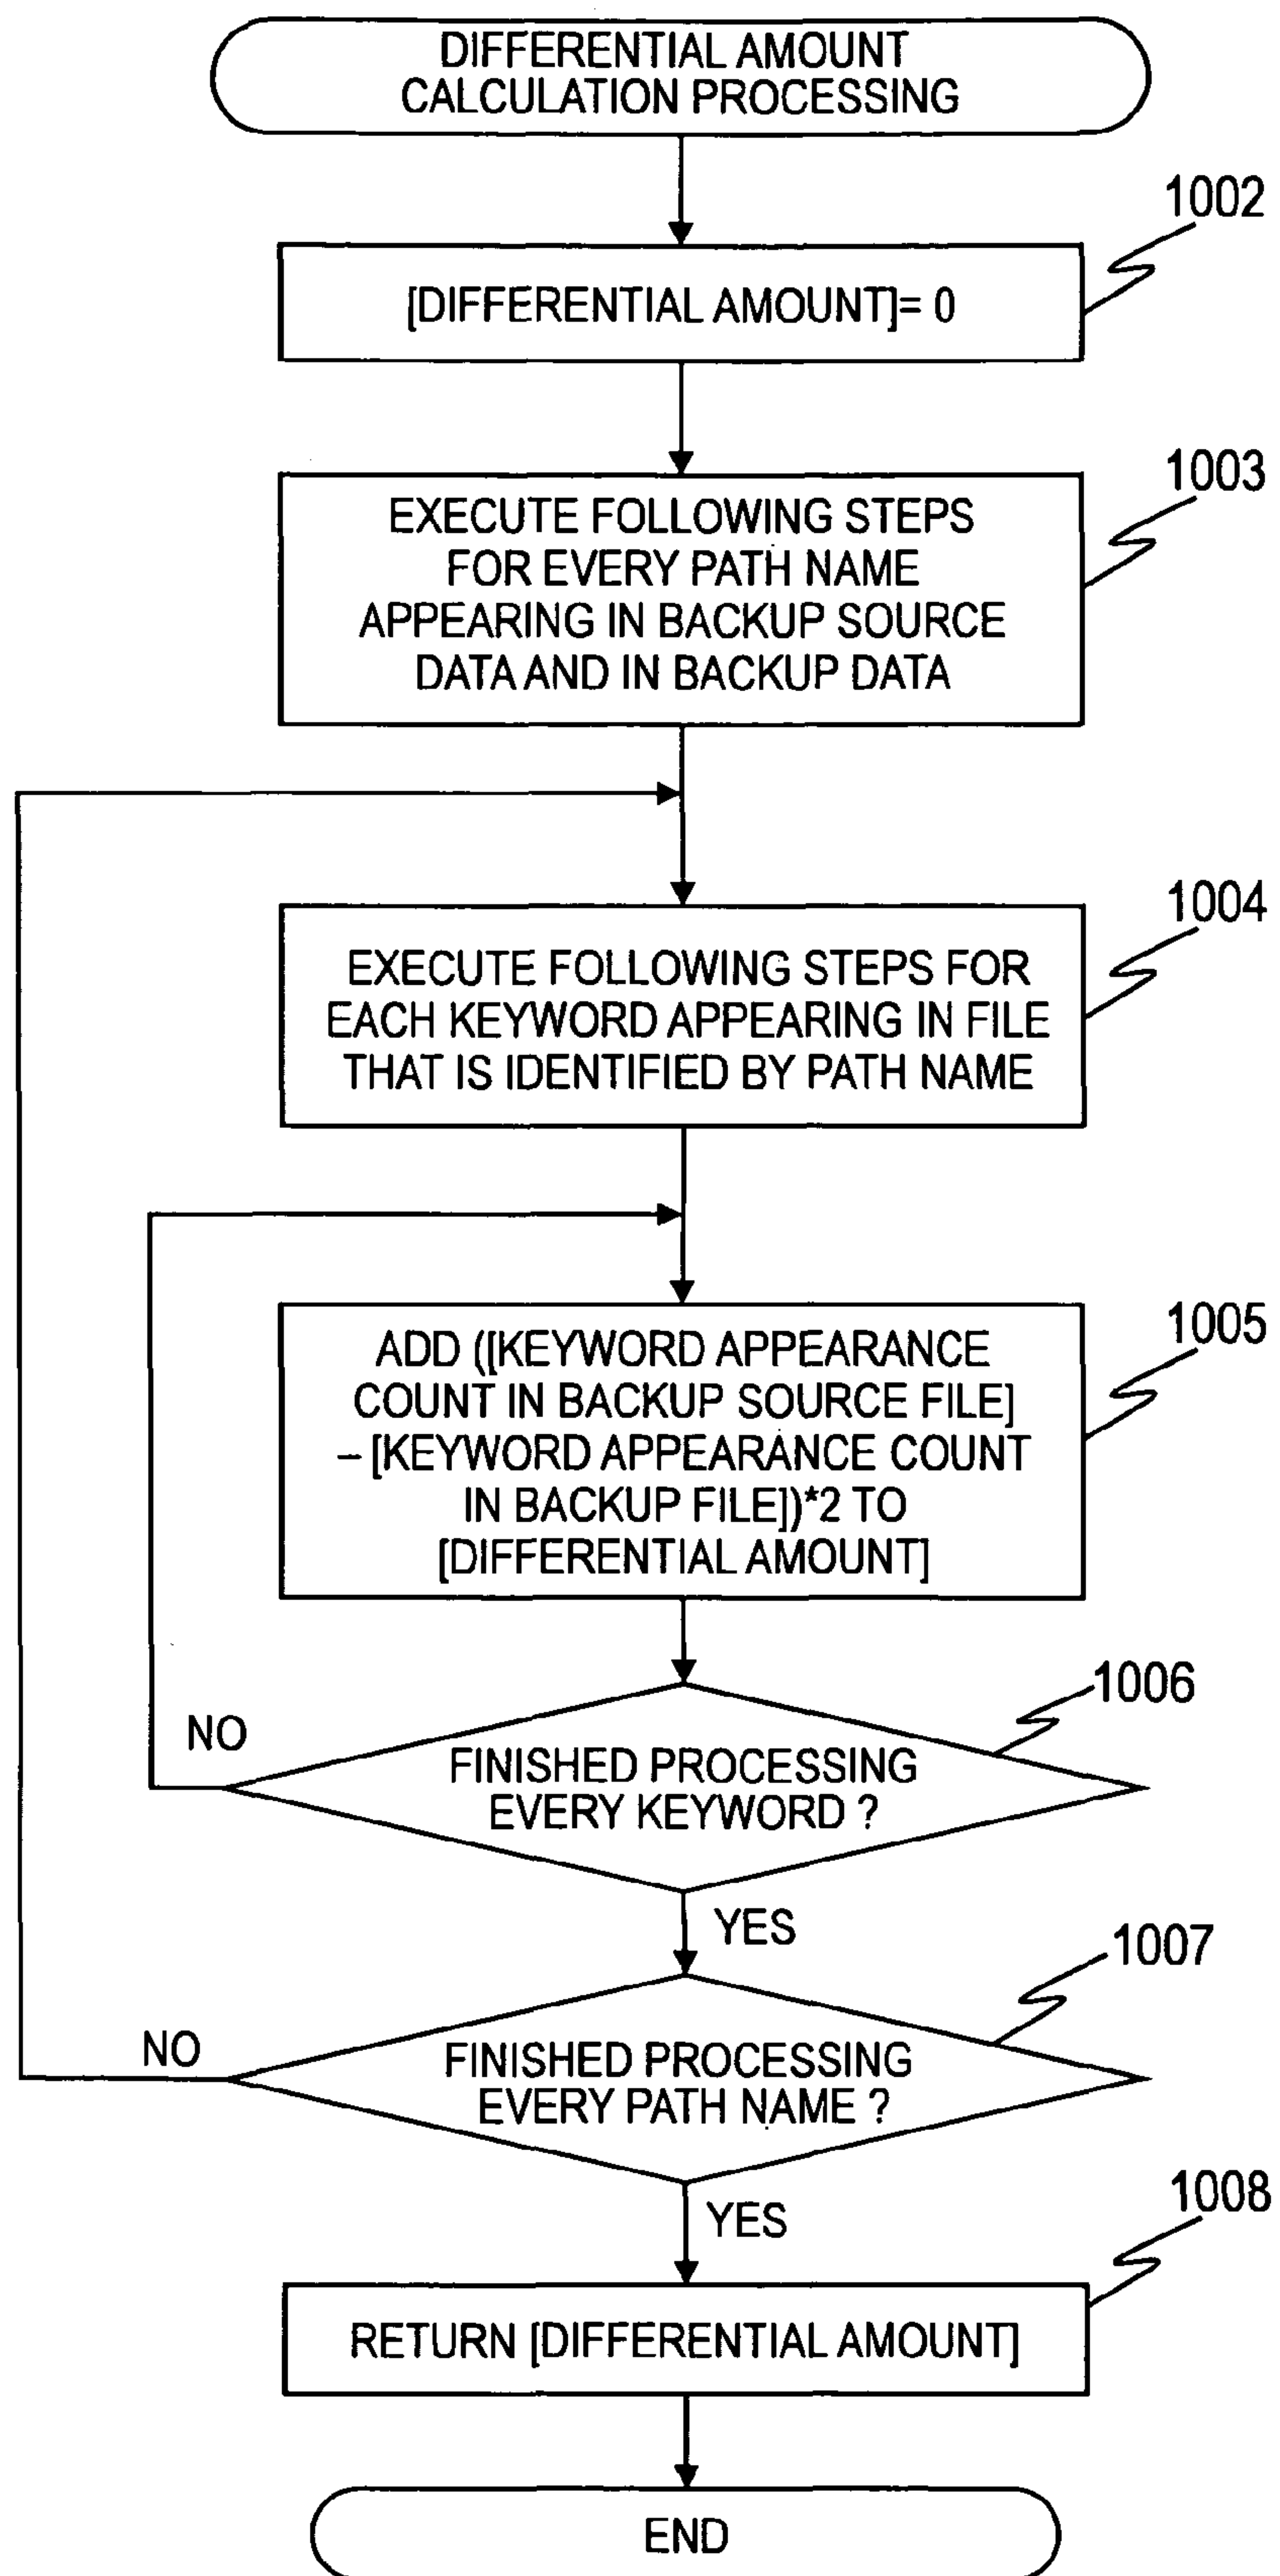 DIFFERENTIAL AMOUNT
CALCULATION PROCESSING
1002
[DIFFERENTIAL AMOUNT]= 0
1003
EXECUTE FOLLOWING STEPS
FOR EVERY PATH NAME
APPEARING IN BACKUP SOURCE
DATA AND IN BACKUP DATA
1004
EXECUTE FOLLOWING STEPS FOR
EACH KEYWORD APPEARING IN FILE
THAT IS IDENTIFIED BY PATH NAME
1005
ADD ([KEYWORD APPEARANCE
COUNT IN BACKUP SOURCE FILE]
– [KEYWORD APPEARANCE COUNT
IN BACKUP FILE])*2 TO
[DIFFERENTIAL AMOUNT]
1006
NO
FINISHED PROCESSING
EVERY KEYWORD ?
YES
1007
NO
FINISHED PROCESSING
EVERY PATH NAME ?
YES
1008
RETURN [DIFFERENTIAL AMOUNT]
END